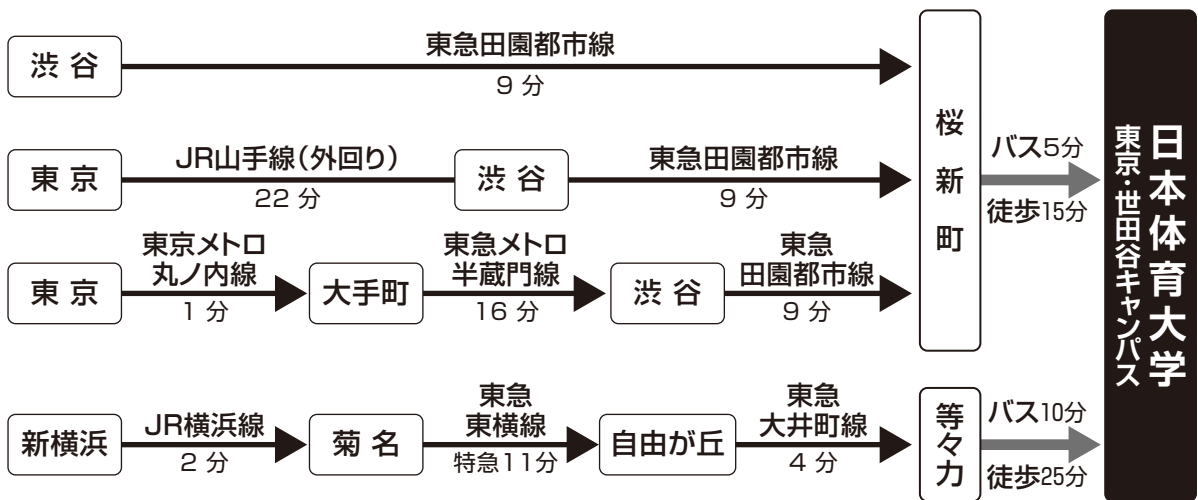 渋谷
東急田園都市線
9分
東京
JR山手線(外回り)
22分
渋谷
東急田園都市線
9分
東京
東京メトロ
丸ノ内線
1分
大手町
東急メトロ
半蔵門線
16分
渋谷
東急
田園都市線
9分
桜新町
バス5分
徒歩15分
新横浜
JR横浜線
2分
菊名
東急
東横線
特急11分
自由が丘
東急
大井町線
4分
等々力
バス10分
徒歩25分
日本体育大学
東京・世田谷キャンパス